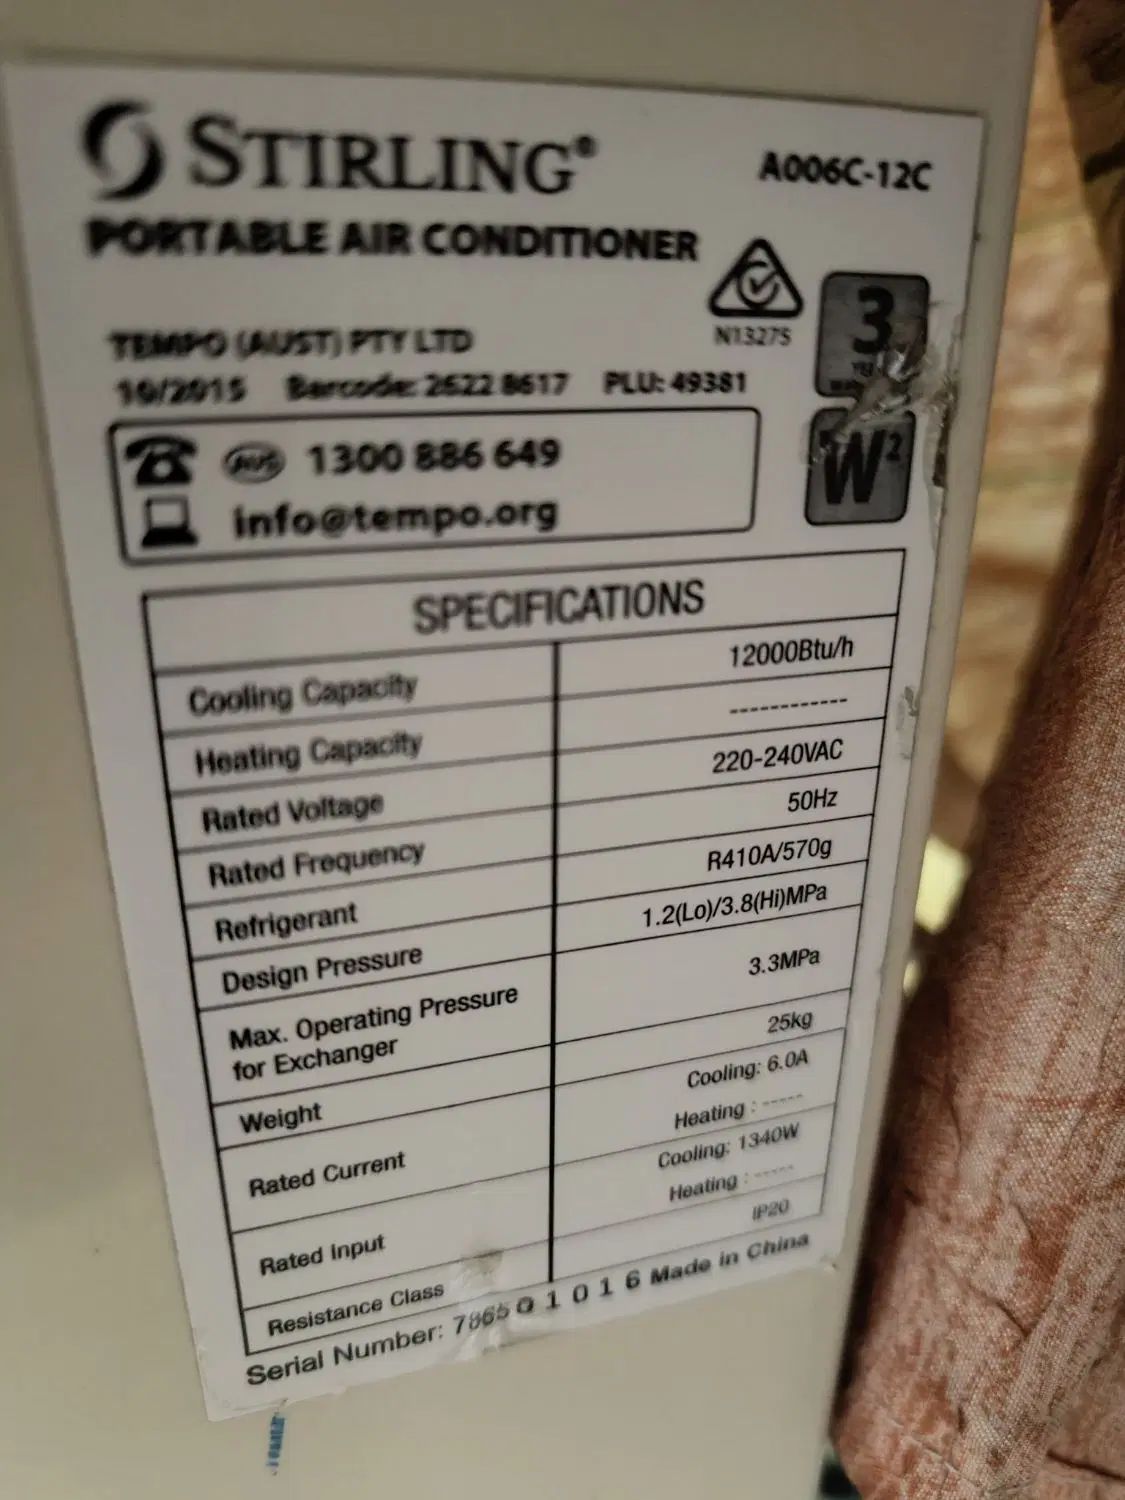 STIRLING®
A006C-12C
PORTABLE AIR CONDITIONER
N13275
3
W²
TEMPO (AUST) PTY LTD
10/2015 Barcode: 2622 8617 PLU: 49381
1300 886 649
info@tempo.org
SPECIFICATIONS
Cooling Capacity 12000Btu/h
Heating Capacity ------------
Rated Voltage 220-240VAC
Rated Frequency 50Hz
Refrigerant R410A/570g
Design Pressure 1.2(Lo)/3.8(Hi)MPa
Max. Operating Pressure
for Exchanger 3.3MPa
Weight 25kg
Rated Current Cooling: 6.0A
Heating : -----
Rated Input Cooling: 1340W
Heating : -----
Resistance Class IP20
Serial Number: Made in China